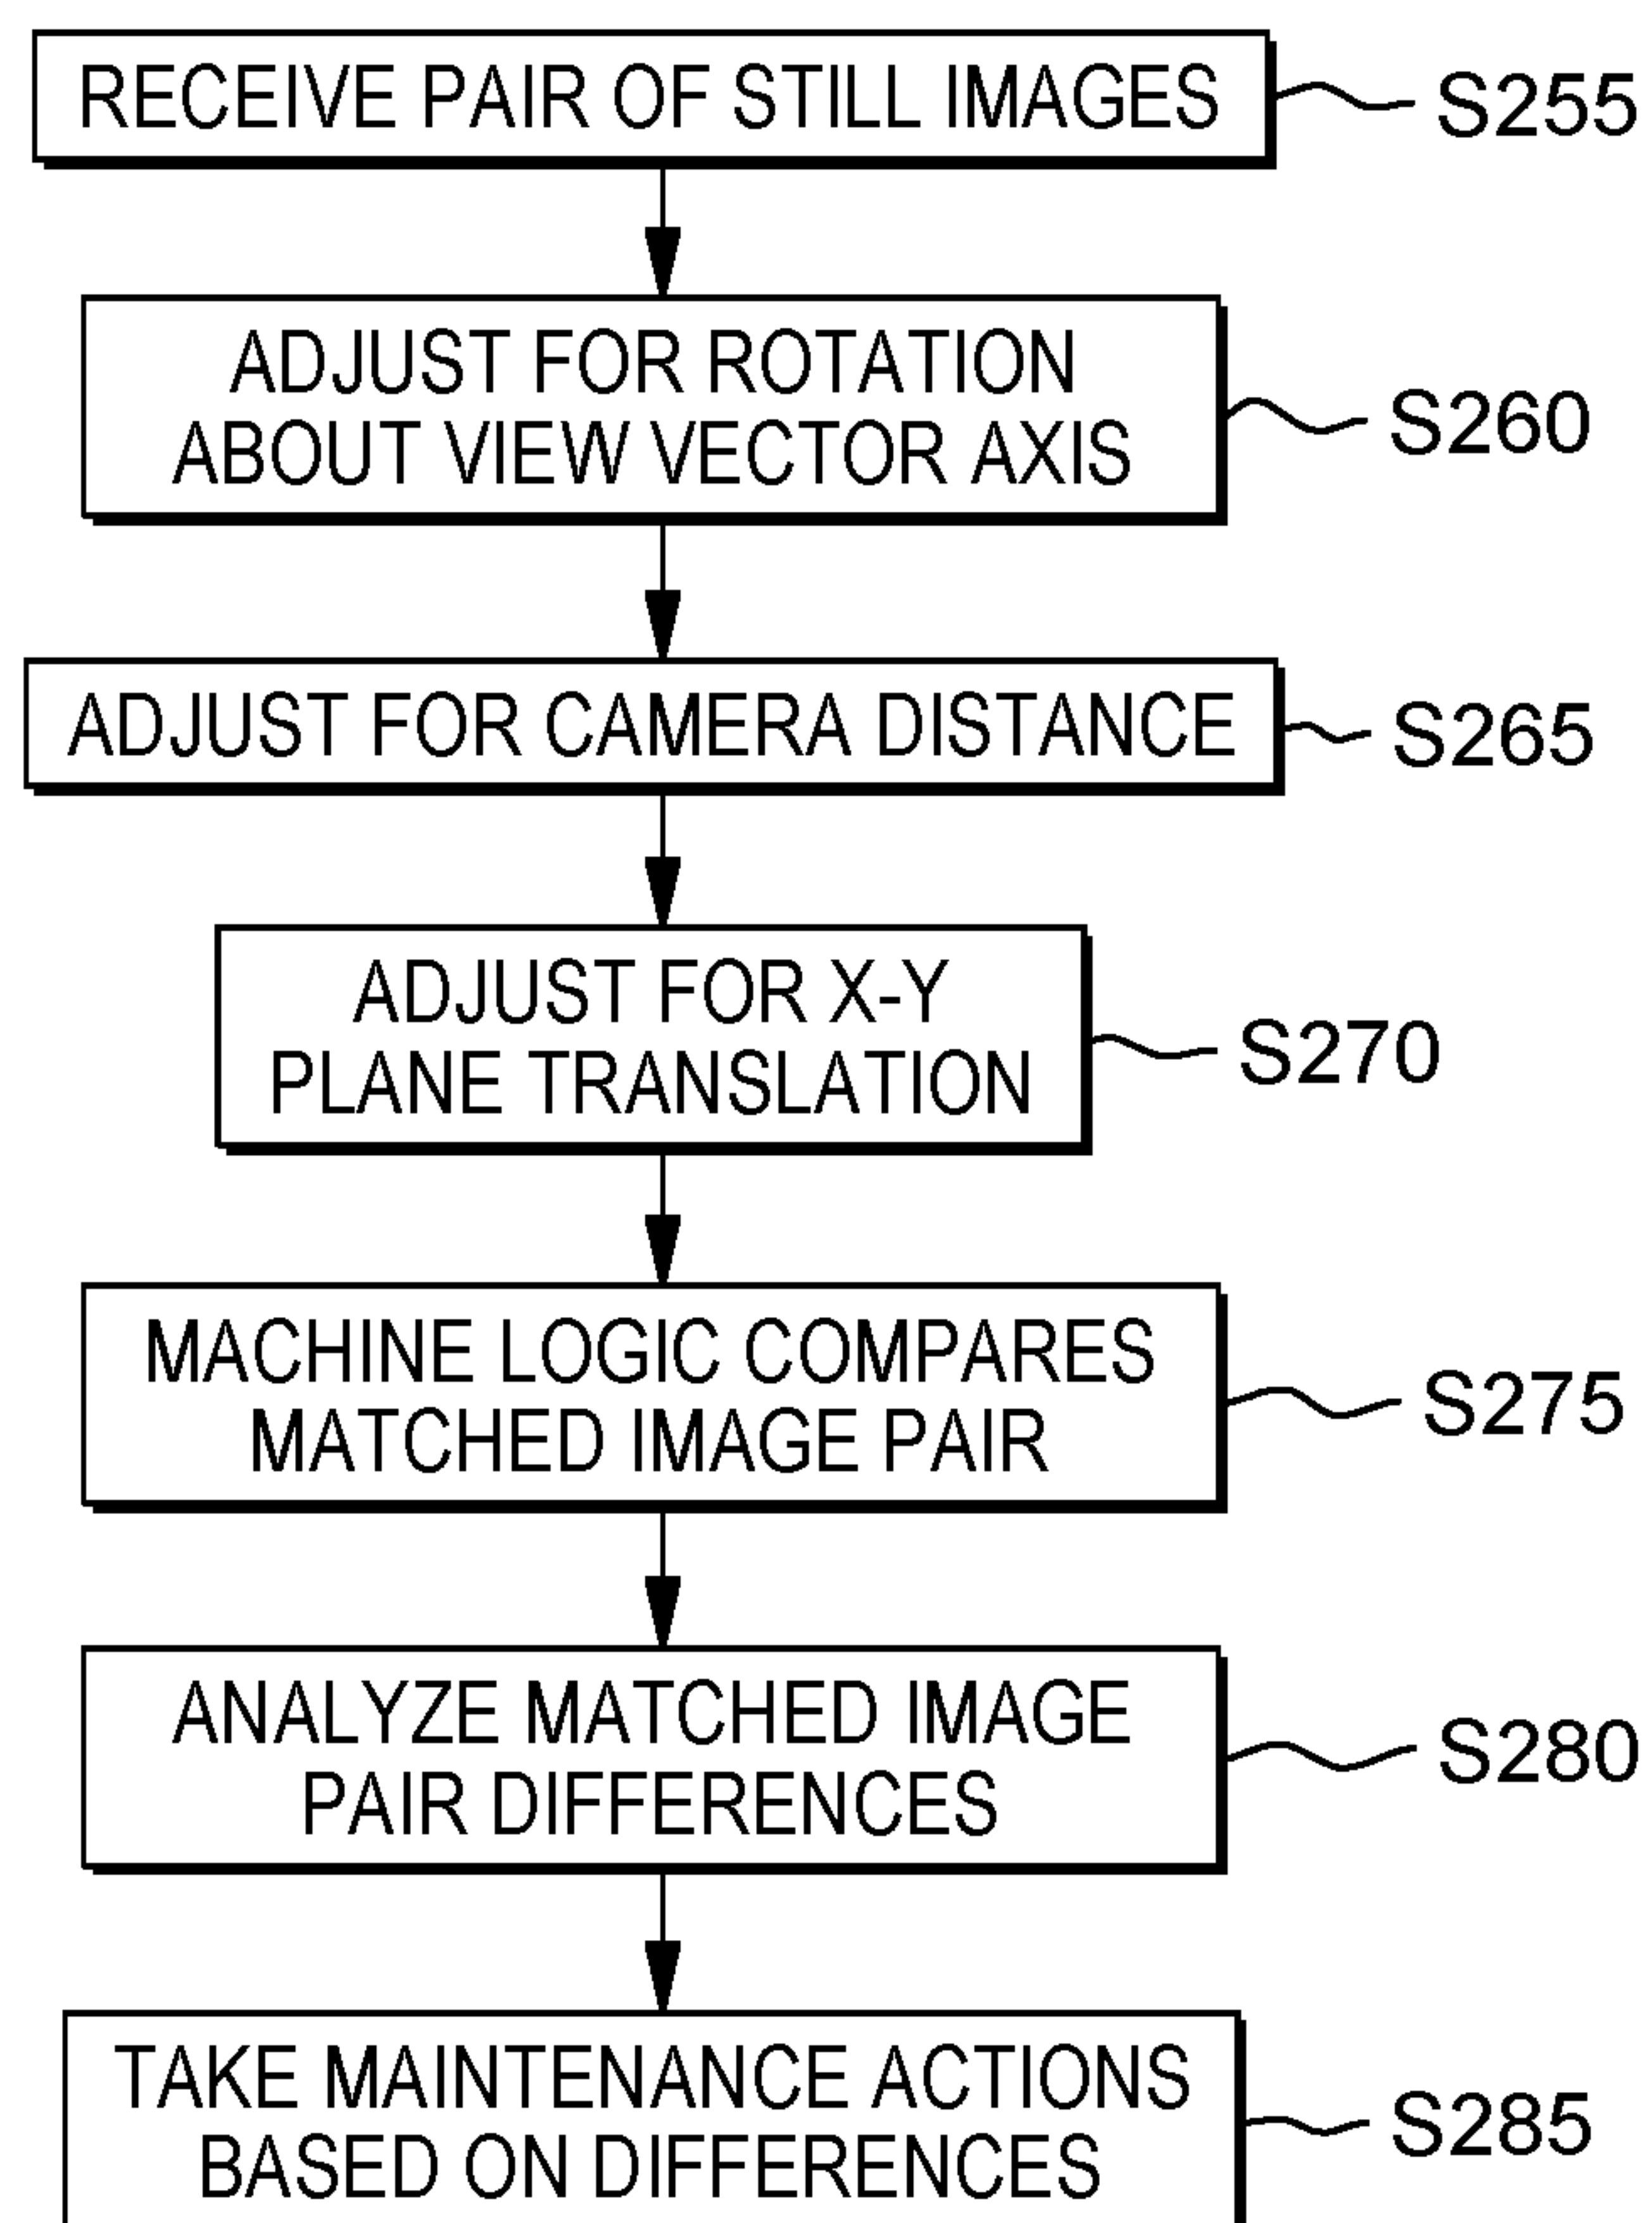 RECEIVE PAIR OF STILL IMAGES
S255
ADJUST FOR ROTATION
ABOUT VIEW VECTOR AXIS
S260
ADJUST FOR CAMERA DISTANCE
S265
ADJUST FOR X-Y
PLANE TRANSLATION
S270
MACHINE LOGIC COMPARES
MATCHED IMAGE PAIR
S275
ANALYZE MATCHED IMAGE
PAIR DIFFERENCES
S280
TAKE MAINTENANCE ACTIONS
BASED ON DIFFERENCES
S285